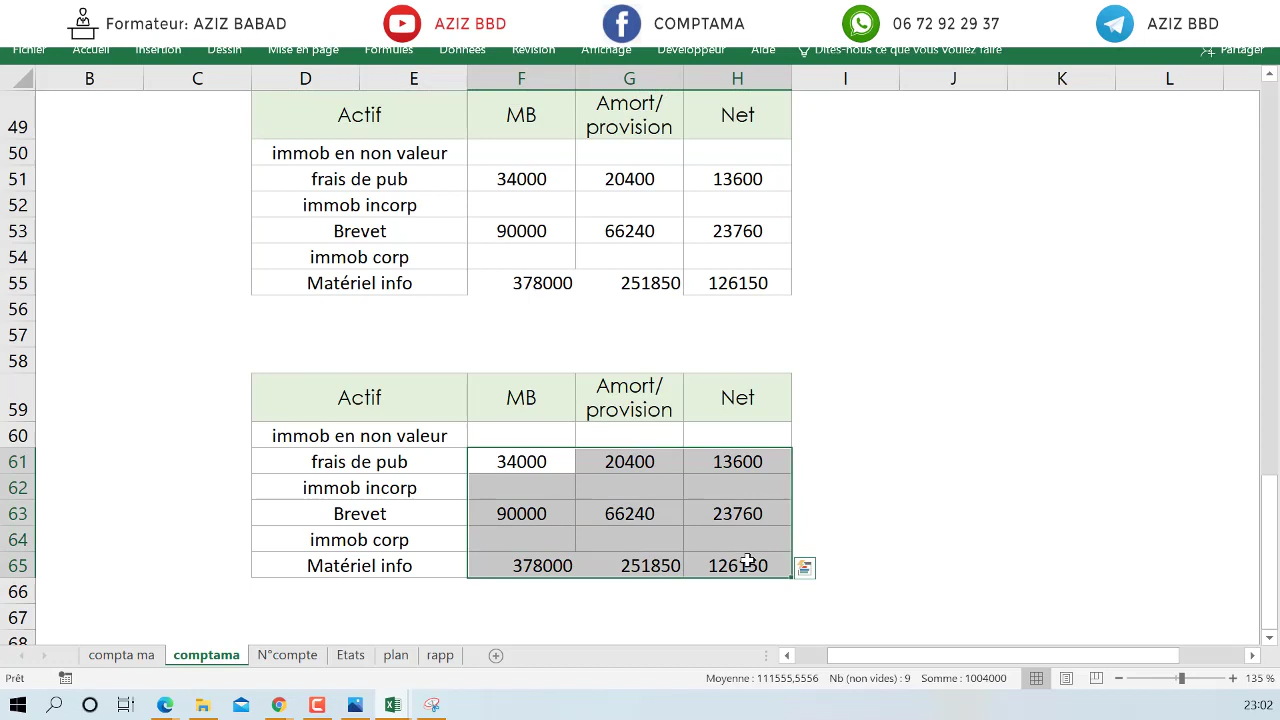 Formateur: AZIZ BABAD
AZIZ BBD
COMPTAMA
06 72 92 29 37
AZIZ BBD
Fichier Accueil Insertion Dessin Mise en page Formules Données Révision Affichage Développeur Aide Dites-nous ce que vous voulez faire Partager
B C D E F G H I J K L
49 Actif MB Amort/ provision Net
50 immob en non valeur
51 frais de pub 34000 20400 13600
52 immob incorp
53 Brevet 90000 66240 23760
54 immob corp
55 Matériel info 378000 251850 126150
56
57
58
59 Actif MB Amort/ provision Net
60 immob en non valeur
61 frais de pub 34000 20400 13600
62 immob incorp
63 Brevet 90000 66240 23760
64 immob corp
65 Matériel info 378000 251850 126150
66
67
68
compta ma comptama N°compte Etats plan rapp
Prêt Moyenne : 111555,5556 Nb (non vides) : 9 Somme : 1004000 135 %
23:02